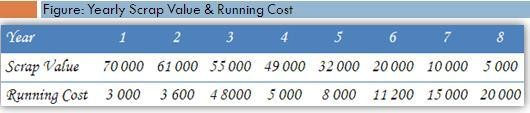 Figure: Yearly Scrap Value & Running Cost
Year 1 2 3 4 5 6 7 8
Scrap Value 70 000 61 000 55 000 49 000 32 000 20 000 10 000 5 000
Running Cost 3 000 3 600 4 8000 5 000 8 000 11 200 15 000 20 000